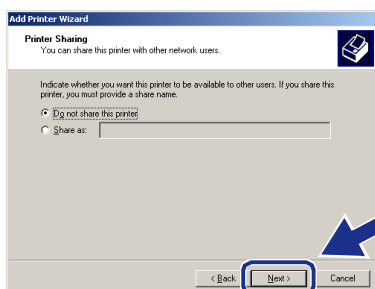 Add Printer Wizard
Printer Sharing
You can share this printer with other network users.
Indicate whether you want this printer to be available to other users. If you share this
printer, you must provide a share name.
Do not share this printer
Share as:
< Back
Next >
Cancel